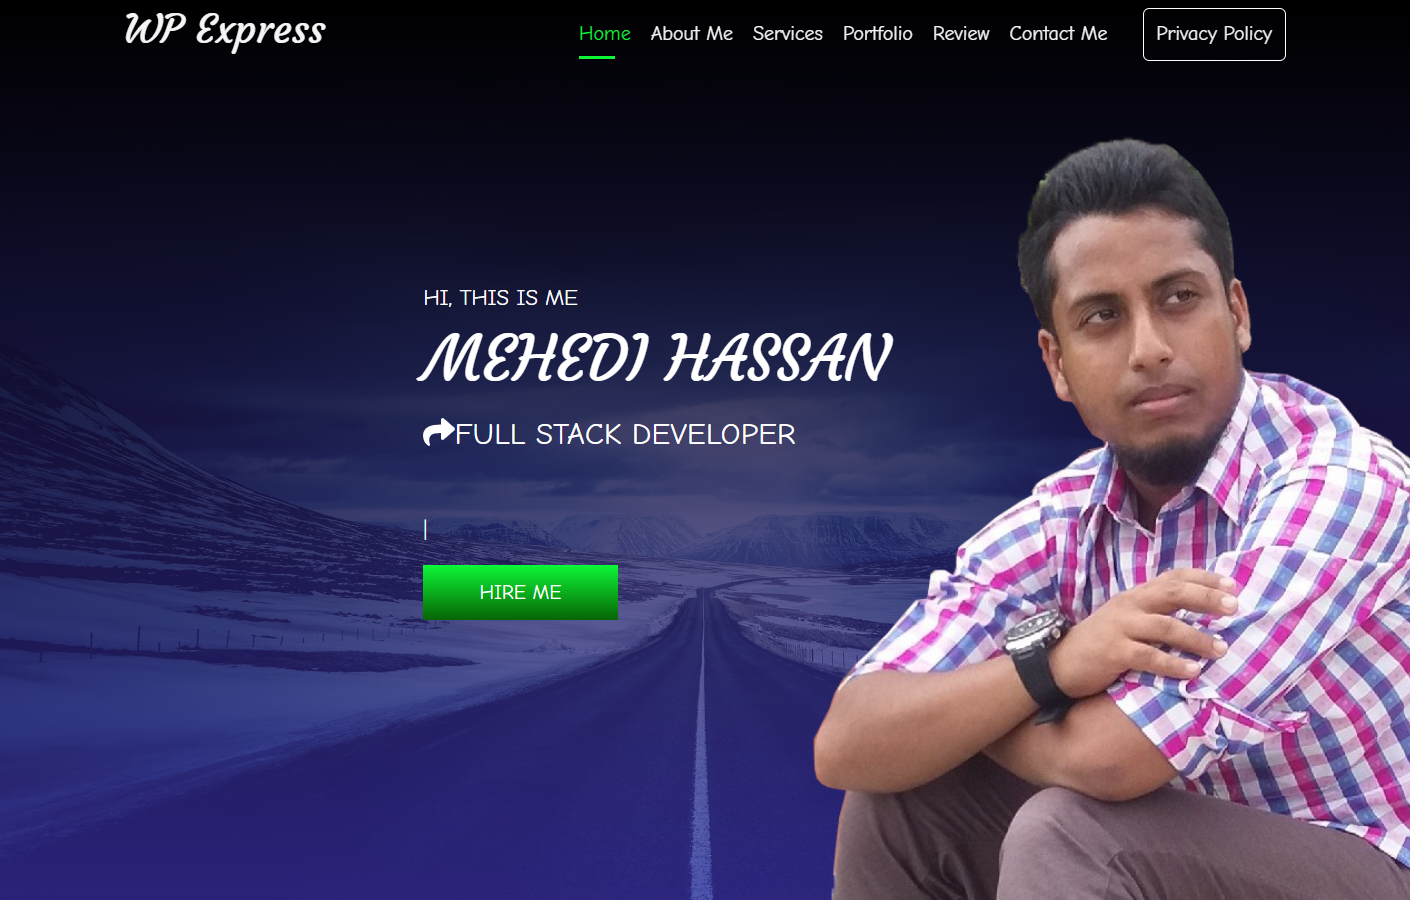 WP Express
Home About Me Services Portfolio Review Contact Me Privacy Policy
HI, THIS IS ME
MEHEDI HASSAN
FULL STACK DEVELOPER
|
HIRE ME